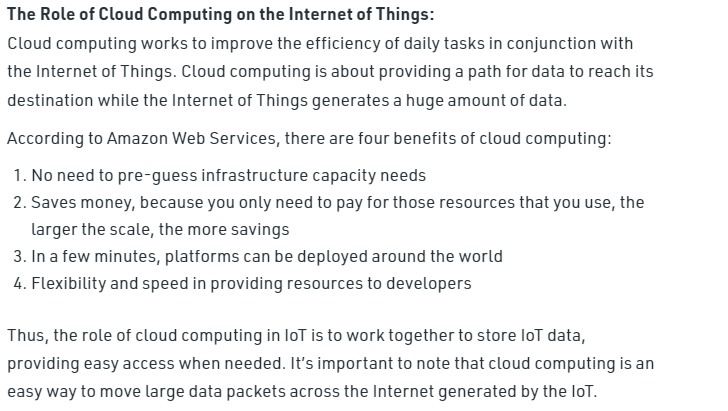 The Role of Cloud Computing on the Internet of Things:
Cloud computing works to improve the efficiency of daily tasks in conjunction with
the Internet of Things. Cloud computing is about providing a path for data to reach its
destination while the Internet of Things generates a huge amount of data.
According to Amazon Web Services, there are four benefits of cloud computing:
1. No need to pre-guess infrastructure capacity needs
2. Saves money, because you only need to pay for those resources that you use, the
larger the scale, the more savings
3. In a few minutes, platforms can be deployed around the world
4. Flexibility and speed in providing resources to developers
Thus, the role of cloud computing in IoT is to work together to store IoT data,
providing easy access when needed. It's important to note that cloud computing is an
easy way to move large data packets across the Internet generated by the IoT.